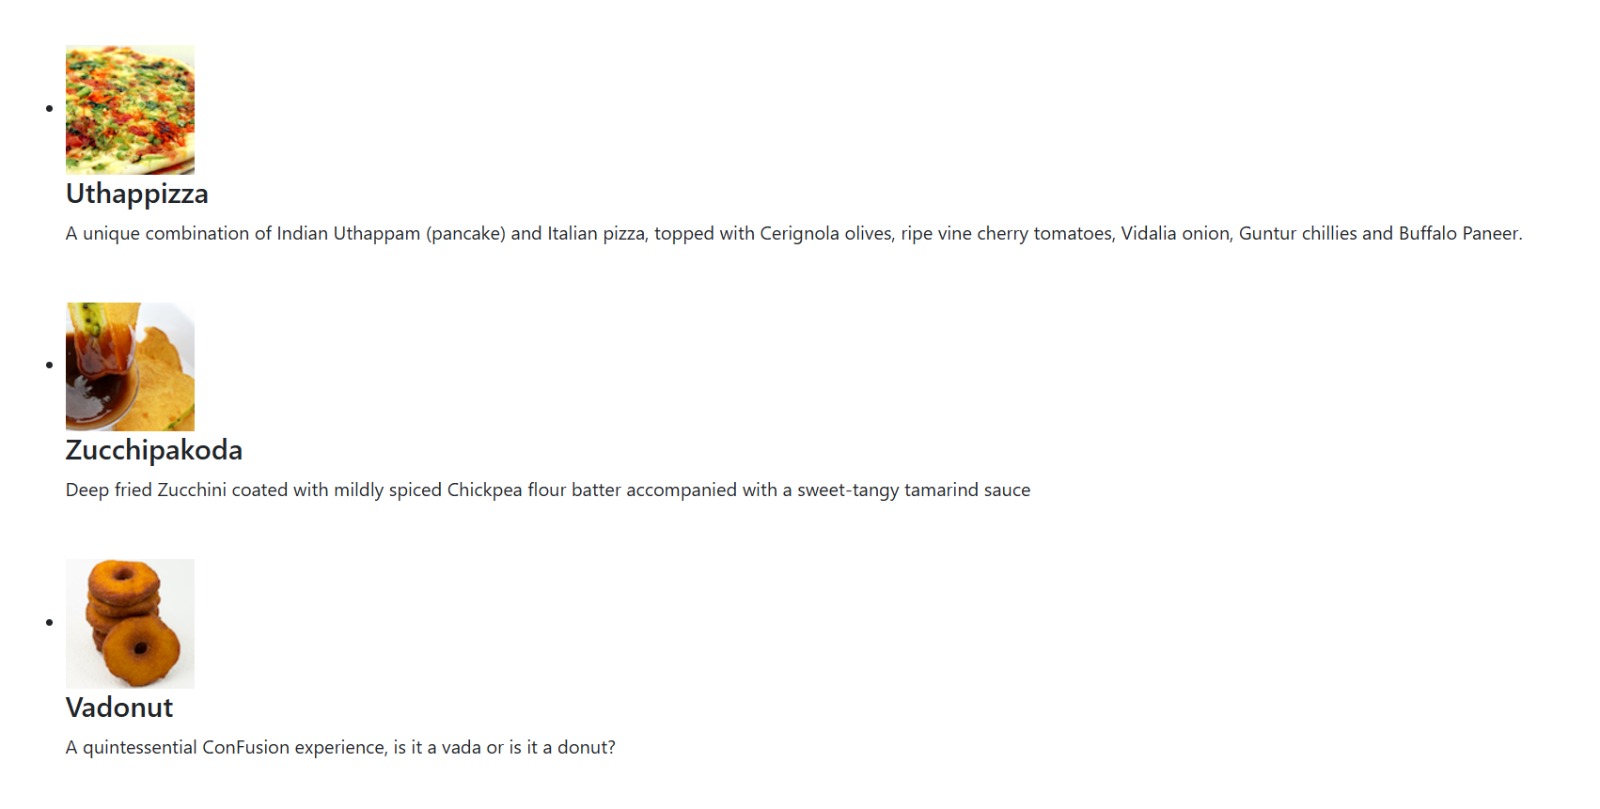 Uthappizza
A unique combination of Indian Uthappam (pancake) and Italian pizza, topped with Cerignola olives, ripe vine cherry tomatoes, Vidalia onion, Guntur chillies and Buffalo Paneer.
Zucchipakoda
Deep fried Zucchini coated with mildly spiced Chickpea flour batter accompanied with a sweet-tangy tamarind sauce
Vadonut
A quintessential ConFusion experience, is it a vada or is it a donut?